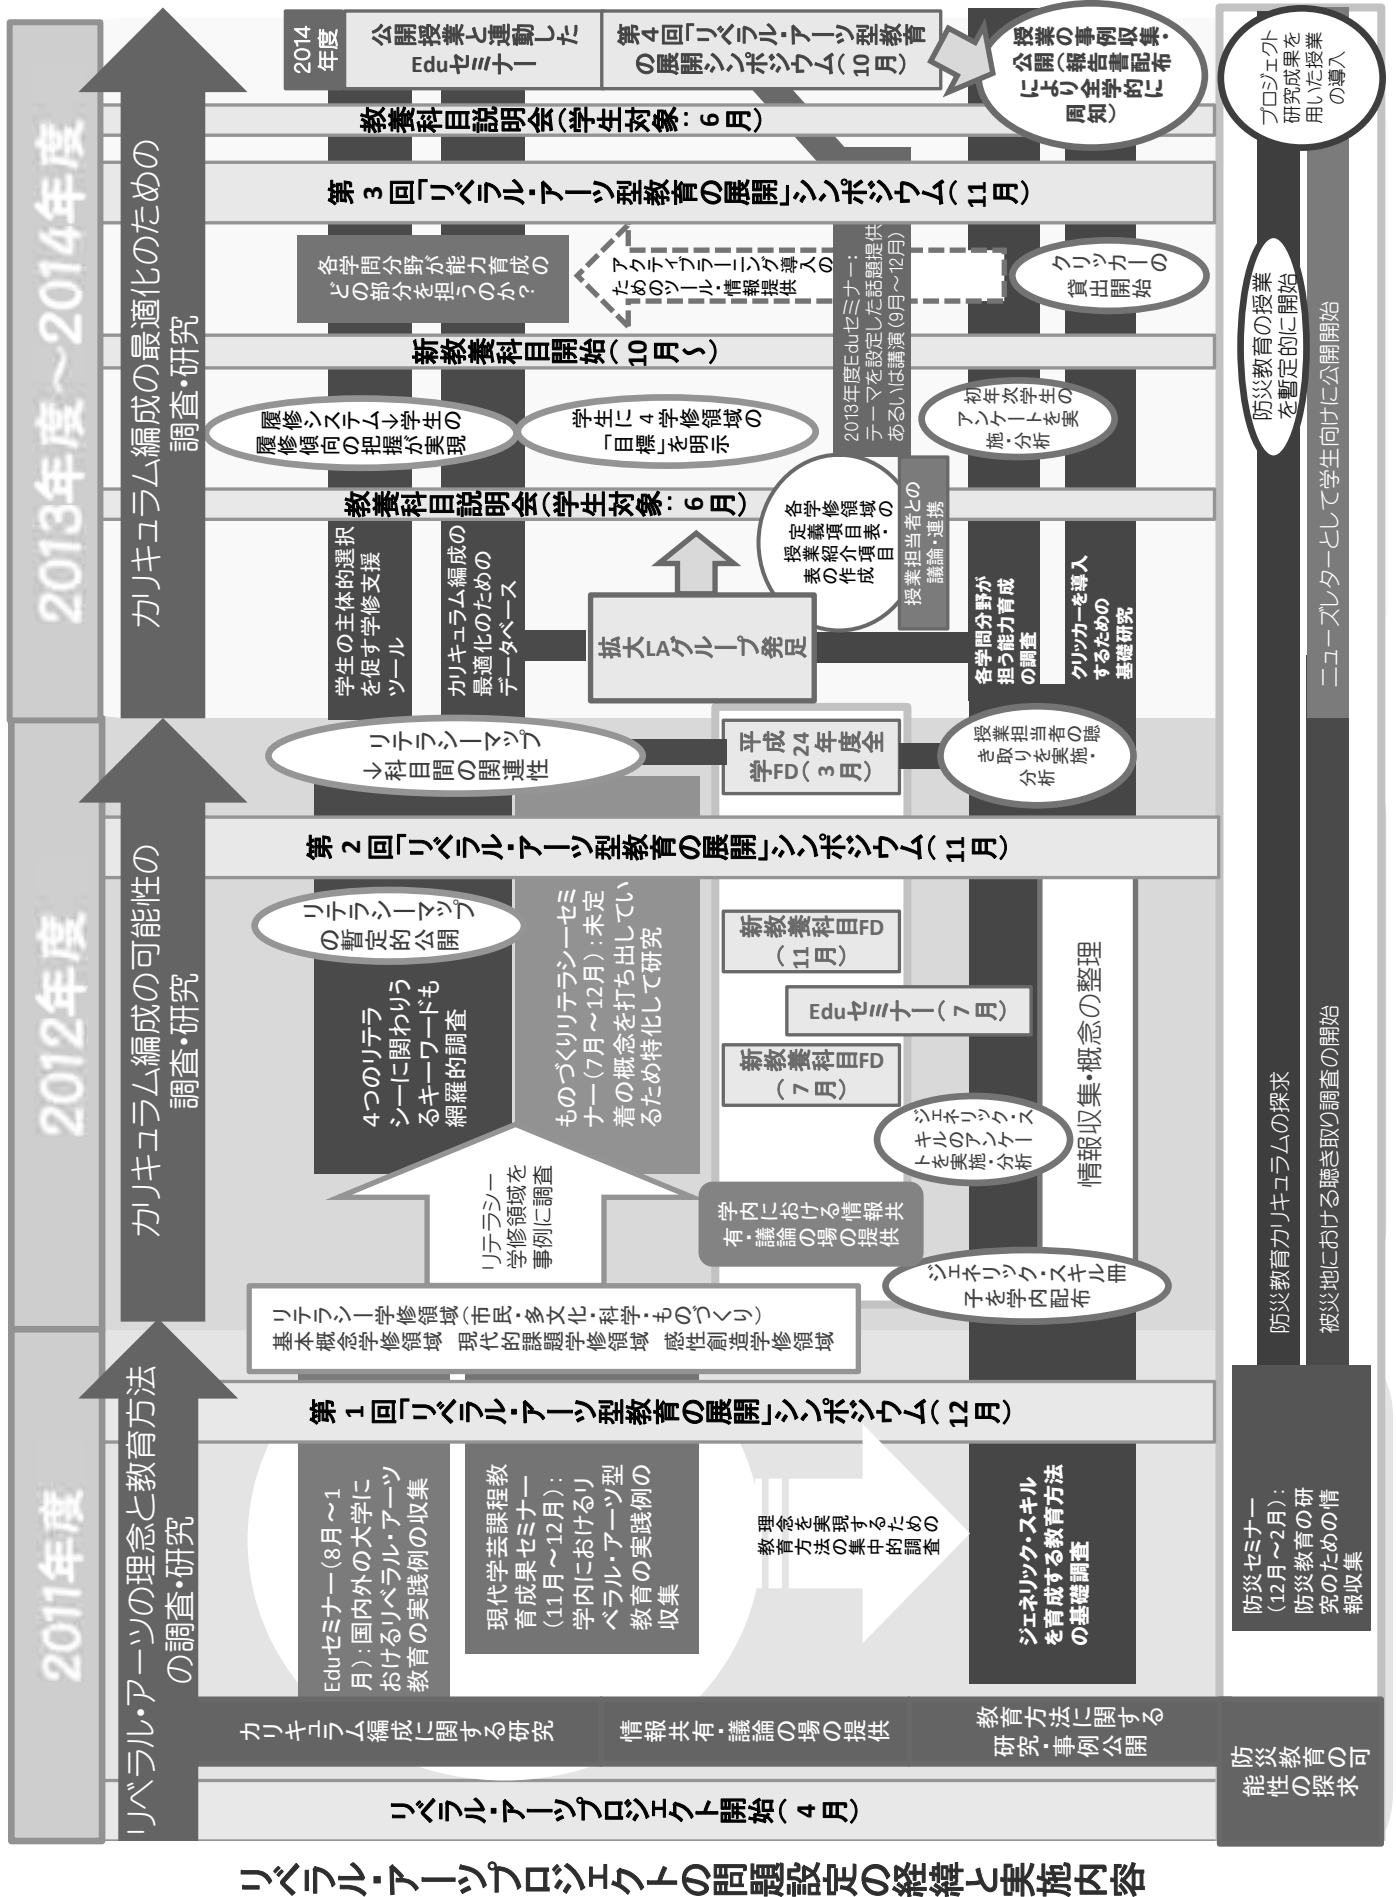 リベラル・アーツプロジェクトの問題設定の経緯と実施内容
2011年度
2012年度
2013年度～2014年度
リベラル・アーツの理念と教育方法
の調査・研究
カリキュラム編成の可能性の
調査・研究
カリキュラム編成の最適化のための
調査・研究
リベラル・アーツプロジェクト開始(4月)
カリキュラム編成に関する研究
情報共有・議論の場の提供
教育方法に関する
研究・事例公開
防災教育の可
能性の探求
Eduセミナー(8月～1
月):国内外の大学に
おけるリベラル・アーツ
教育の実践例の収集
現代学芸課程教
育成果セミナー
(11月～12月):
学内におけるリ
ベラル・アーツ型
教育の実践例の
収集
理念を実現するための
教育方法の集中的調査
ジェネリック・スキル
を育成する教育方法
の基礎調査
防災セミナー
(12月～2月):
防災教育の研
究のための情
報収集
第1回「リベラル・アーツ型教育の展開」シンポジウム(12月)
リテラシー学修領域(市民・多文化・科学・ものづくり)
基本概念学修領域　現代的課題学修領域　感性創造学修領域
リテラシー
学修領域を
事例に調査
ジェネリック・スキル冊
子を学内配布
学内における情報共
有・議論の場の提供
ジェネリック・ス
キルのアンケー
トを実施・分析
4つのリテラ
シーに関わりう
るキーワードも
網羅的調査
ものづくりリテラシーセミ
ナー(7月～12月):未定
着の概念を打ち出してい
るため特化して研究
新教養科目FD
(7月)
Eduセミナー(7月)
新教養科目FD
(11月)
情報収集・概念の整理
リテラシーマップ
の暫定的公開
防災教育カリキュラムの探求
被災地における聴き取り調査の開始
第2回「リベラル・アーツ型教育の展開」シンポジウム(11月)
リテラシーマップ
→科目間の関連性
平成24年度全
学FD(3月)
授業担当者の聴
き取りを実施・
分析
学生の主体的選択
を促す学修支援
ツール
カリキュラム編成の
最適化のための
データベース
拡大LAグループ発足
各学問分野が
担う能力育成
の調査
クリッカーを導入
するための
基礎研究
各学修領域の
定義項目表・
授業紹介項目
表の作成
授業担当者との
議論・連携
ニューズレターとして学生向けに公開開始
教養科目説明会(学生対象:6月)
履修システム→学生の
履修傾向の把握が実現
学生に4学修領域の
「目標」を明示
2013年度Eduセミナー:
テーマを設定した話題提供
あるいは講演(9月～12月)
初年次学生の
アンケートを実
施・分析
防災教育の授業
を暫定的に開始
新教養科目開始(10月～)
各学問分野が能力育成の
どの部分を担うのか?
アクティブラーニング導入の
ためのツール・情報提供
クリッカーの
貸出開始
第3回「リベラル・アーツ型教育の展開」シンポジウム(11月)
教養科目説明会(学生対象:6月)
2014
年度
公開授業と連動した
Eduセミナー
第4回「リベラル・アーツ型教育
の展開シンポジウム(10月)
授業の事例収集・
公開(報告書配布
により全学的に
周知)
プロジェクト
研究成果を
用いた授業
の導入